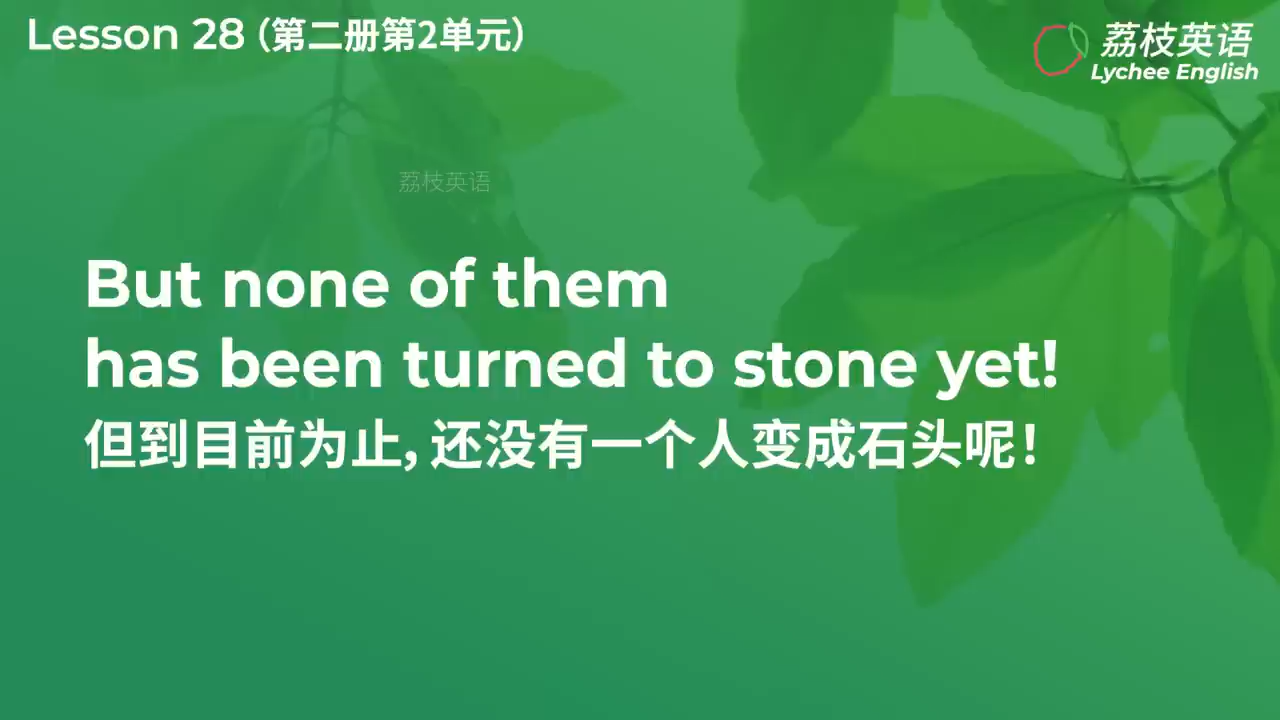 Lesson 28（第二册第2单元）
荔枝英语
Lychee English
荔枝英语
But none of them
has been turned to stone yet!
但到目前为止，还没有一个人变成石头呢！